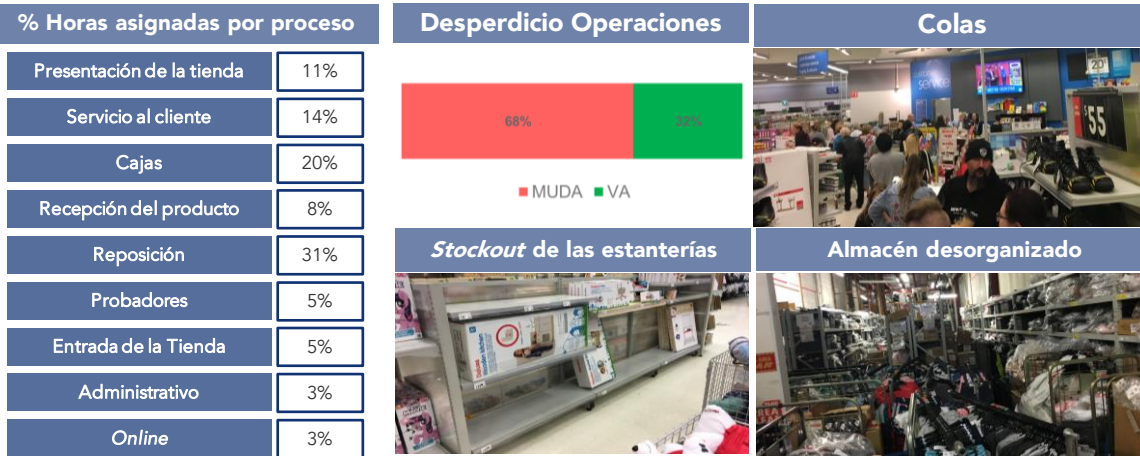 % Horas asignadas por proceso
Presentación de la tienda 11%
Servicio al cliente 14%
Cajas 20%
Recepción del producto 8%
Reposición 31%
Probadores 5%
Entrada de la Tienda 5%
Administrativo 3%
Online 3%
Desperdicio Operaciones
68% 32%
MUDA VA
Colas
service
20
$55
Stockout de las estanterías
Almacén desorganizado